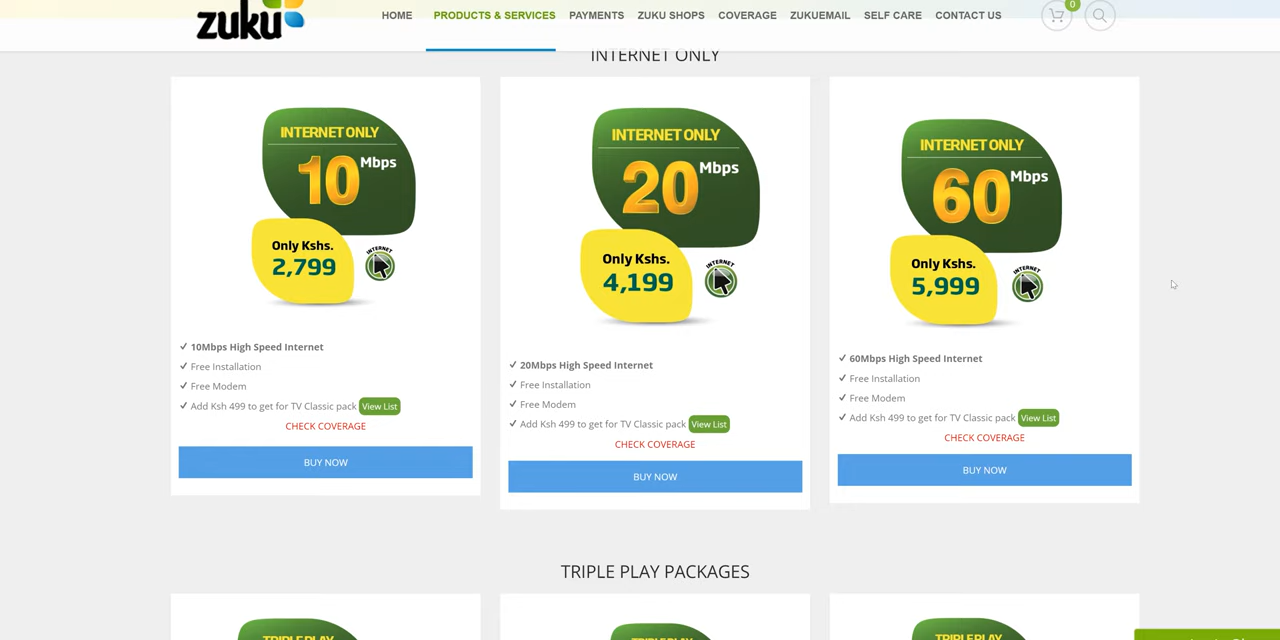 zuku
HOME PRODUCTS & SERVICES PAYMENTS ZUKU SHOPS COVERAGE ZUKUEMAIL SELF CARE CONTACT US
0
INTERNET ONLY
INTERNET ONLY
10 Mbps
Only Kshs.
2,799
INTERNET
✓ 10Mbps High Speed Internet
✓ Free Installation
✓ Free Modem
✓ Add Ksh 499 to get for TV Classic pack View List
CHECK COVERAGE
BUY NOW
INTERNET ONLY
20 Mbps
Only Kshs.
4,199
INTERNET
✓ 20Mbps High Speed Internet
✓ Free Installation
✓ Free Modem
✓ Add Ksh 499 to get for TV Classic pack View List
CHECK COVERAGE
BUY NOW
INTERNET ONLY
60 Mbps
Only Kshs.
5,999
INTERNET
✓ 60Mbps High Speed Internet
✓ Free Installation
✓ Free Modem
✓ Add Ksh 499 to get for TV Classic pack View List
CHECK COVERAGE
BUY NOW
TRIPLE PLAY PACKAGES
TRIPLE PLAY
TRIPLE PLAY
TRIPLE PLAY